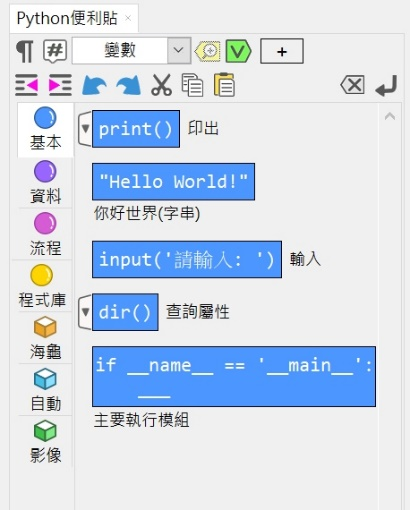 Python便利貼 ×
¶ # 變數 V +
基本
資料
流程
程式庫
海龜
自動
影像
print() 印出
"Hello World!"
你好世界(字串)
input('請輸入: ') 輸入
dir() 查詢屬性
if __name__ == '__main__':
___
主要執行模組